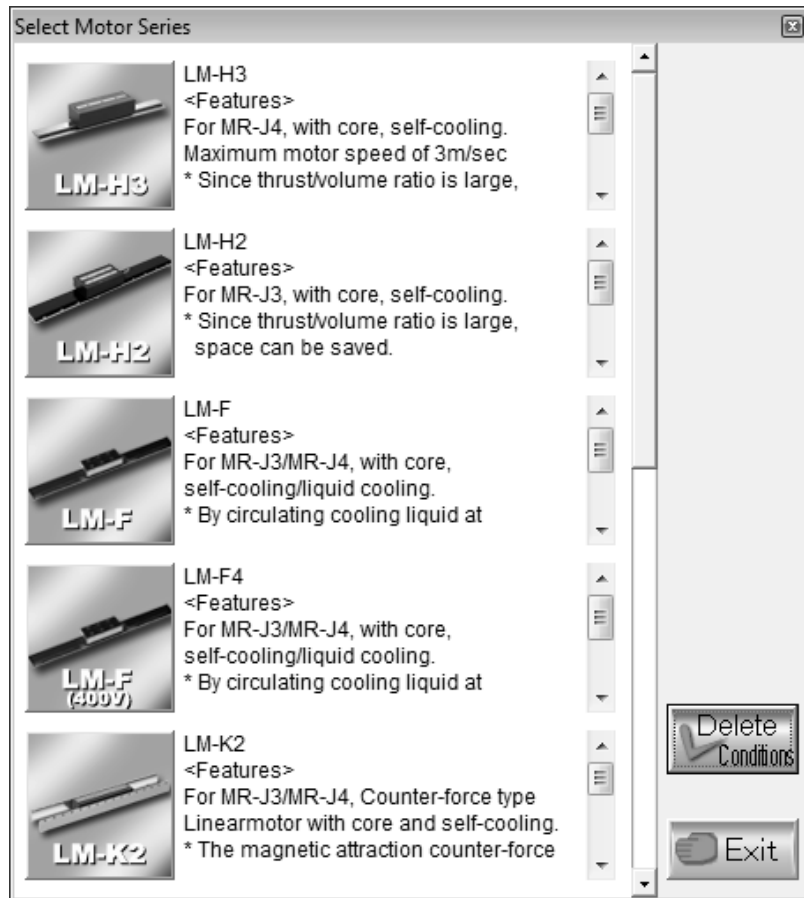 Select Motor Series
LM-H3
LM-H3
<Features>
For MR-J4, with core, self-cooling.
Maximum motor speed of 3m/sec
* Since thrust/volume ratio is large,
LM-H2
LM-H2
<Features>
For MR-J3, with core, self-cooling.
* Since thrust/volume ratio is large,
space can be saved.
LM-F
LM-F
<Features>
For MR-J3/MR-J4, with core,
self-cooling/liquid cooling.
* By circulating cooling liquid at
LM-F
(400V)
LM-F4
<Features>
For MR-J3/MR-J4, with core,
self-cooling/liquid cooling.
* By circulating cooling liquid at
LM-K2
LM-K2
<Features>
For MR-J3/MR-J4, Counter-force type
Linearmotor with core and self-cooling.
* The magnetic attraction counter-force
Delete
Conditions
Exit